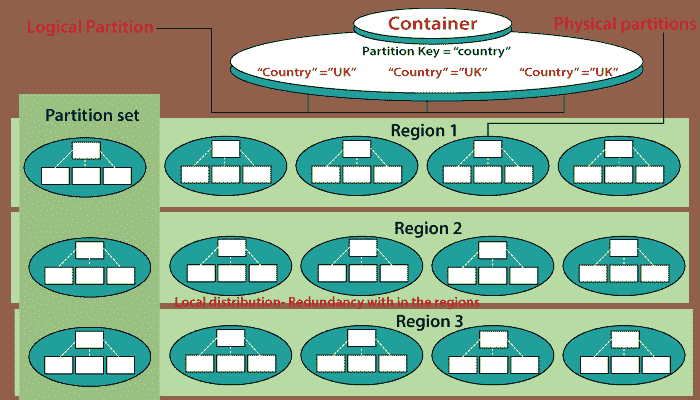 Container
Logical Partition
Physical partitions
Partition Key = “country”
“Country” =”UK”
“Country” =”UK”
“Country” =”UK”
Partition set
Region 1
Region 2
Local distribution- Redundancy with in the regions
Region 3